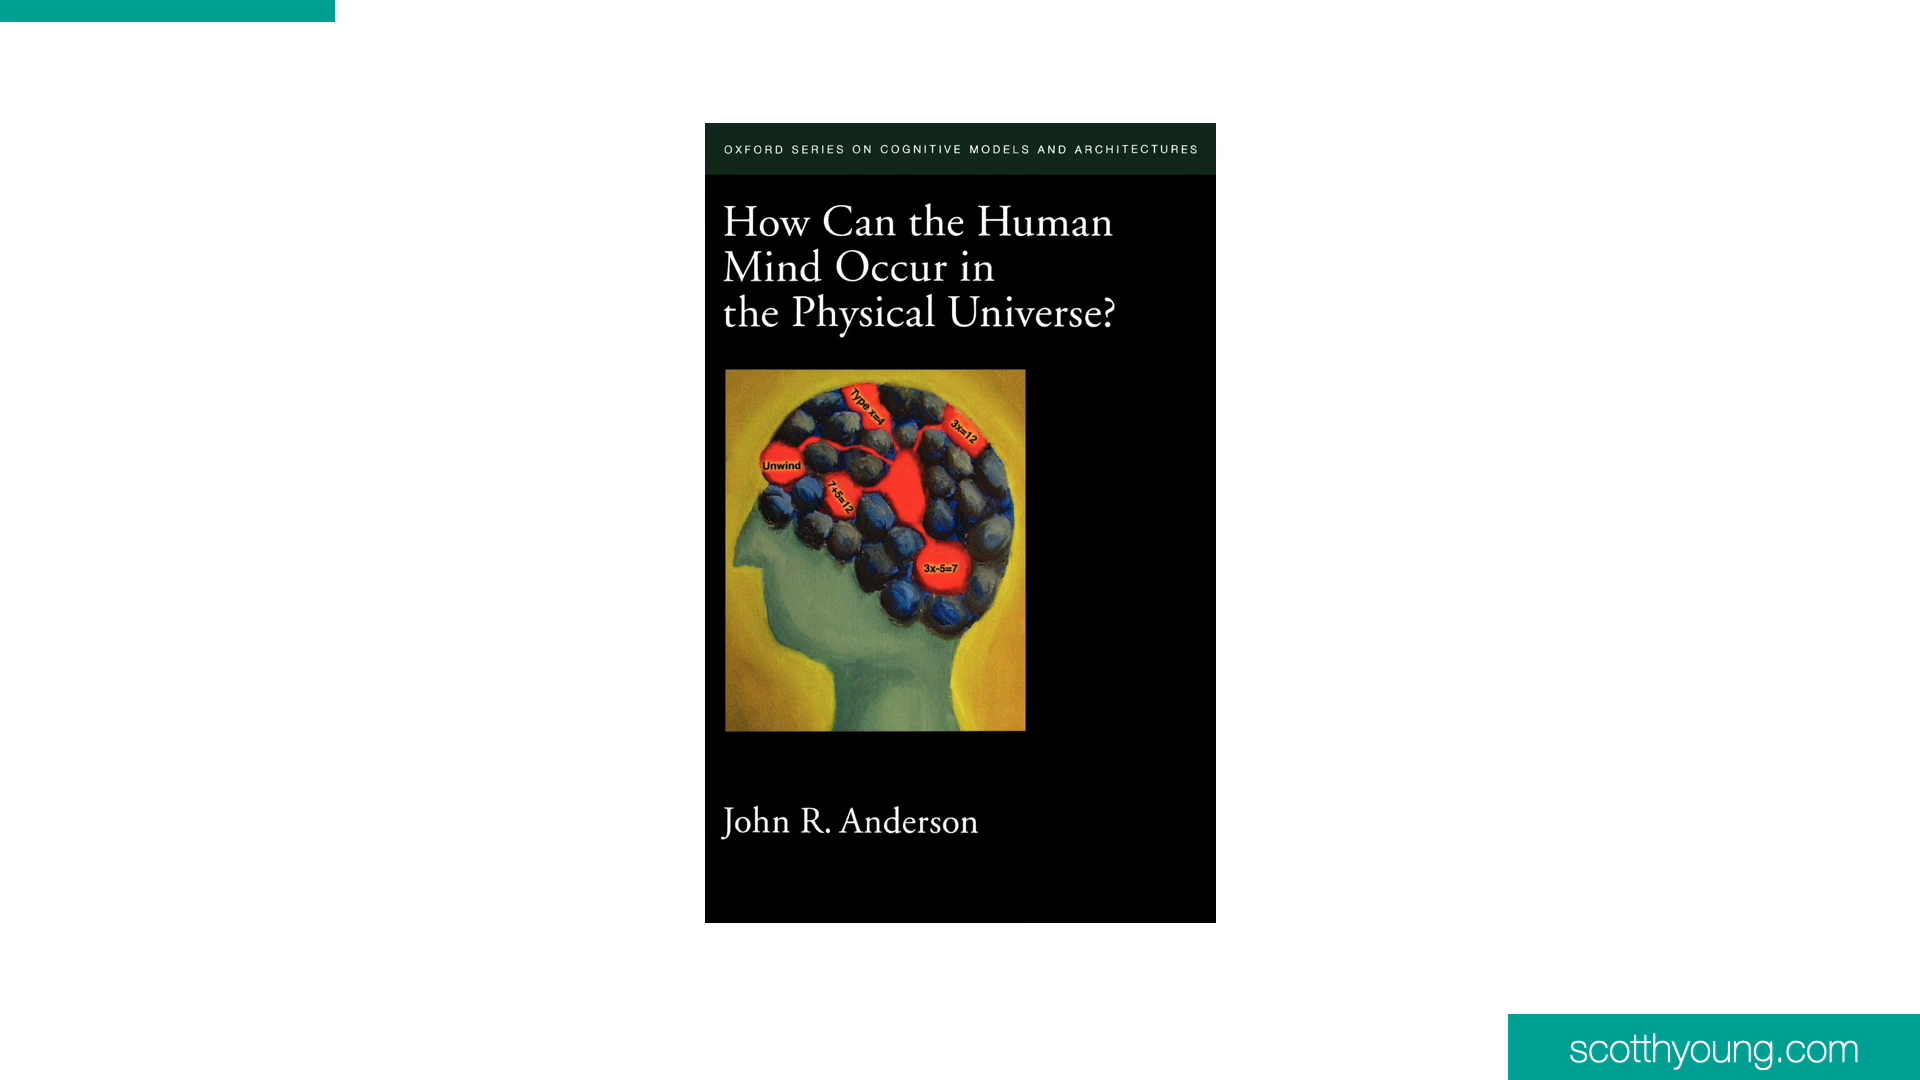 OXFORD SERIES ON COGNITIVE MODELS AND ARCHITECTURES
How Can the Human
Mind Occur in
the Physical Universe?
Type x=4
3x=12
Unwind
7+5=12
3x-5=7
John R. Anderson
scotthyoung.com